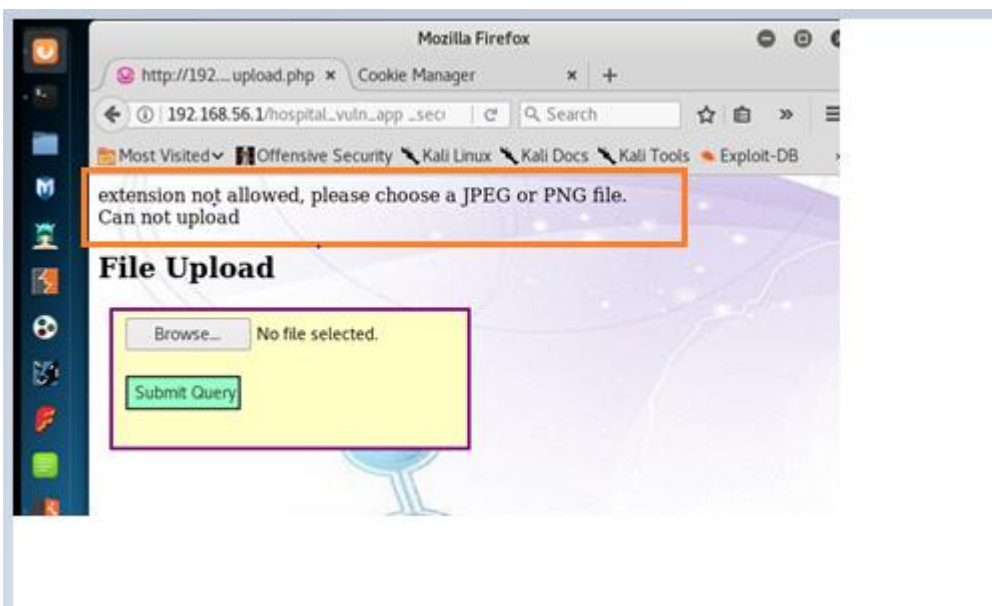 Mozilla Firefox
http://192....upload.php × Cookie Manager × +
192.168.56.1/hospital_vuln_app _sec Search
Most Visited Offensive Security Kali Linux Kali Docs Kali Tools Exploit-DB
extension not allowed, please choose a JPEG or PNG file.
Can not upload
File Upload
Browse... No file selected.
Submit Query